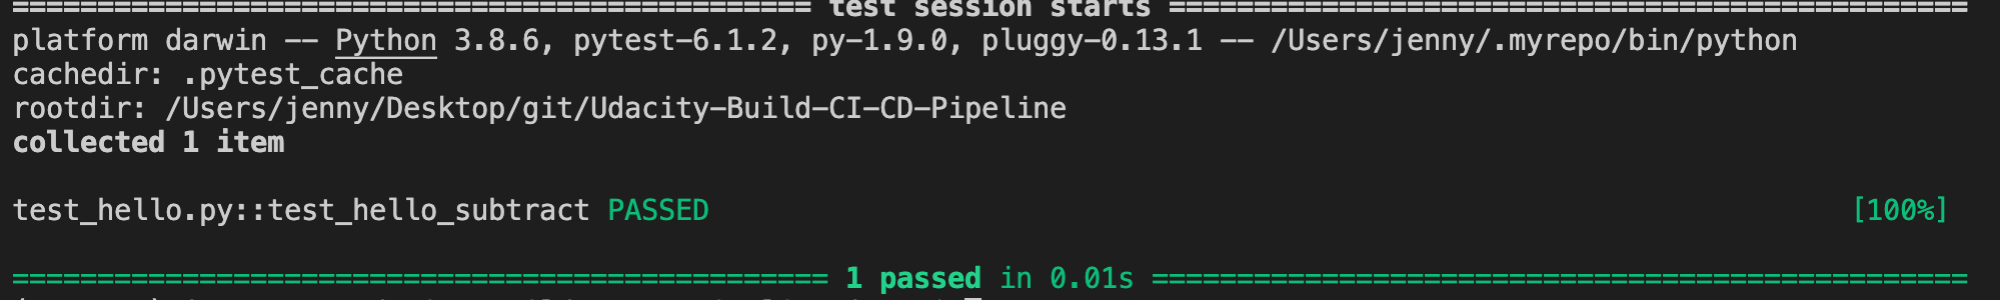 ============================================== test session starts ==============================================
platform darwin -- Python 3.8.6, pytest-6.1.2, py-1.9.0, pluggy-0.13.1 -- /Users/jenny/.myrepo/bin/python
cachedir: .pytest_cache
rootdir: /Users/jenny/Desktop/git/Udacity-Build-CI-CD-Pipeline
collected 1 item
test_hello.py::test_hello_subtract PASSED [100%]
================================================ 1 passed in 0.01s ================================================